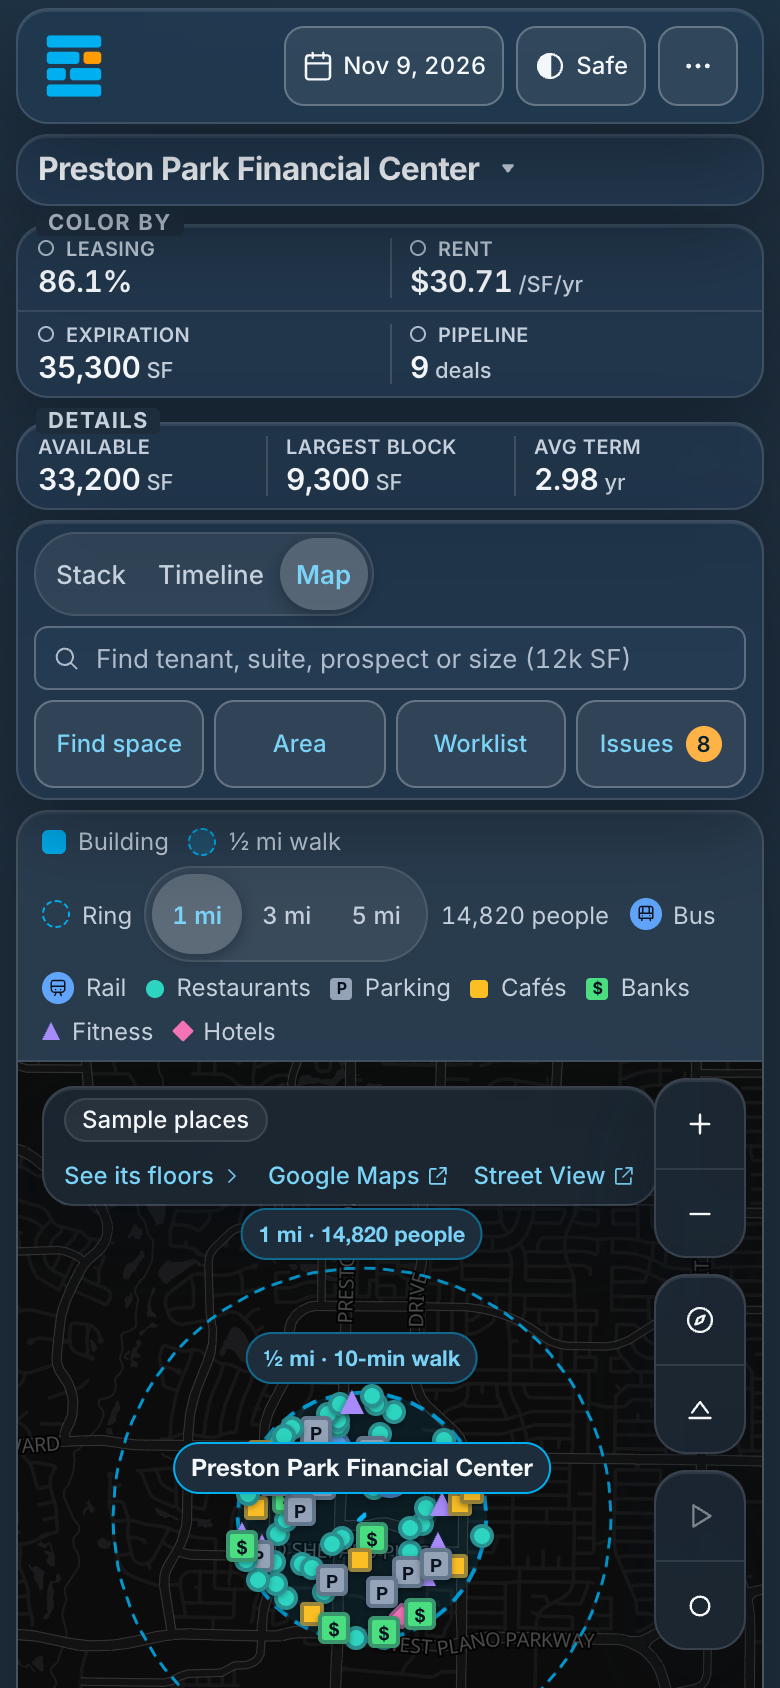 Nov 9, 2026
Safe
Preston Park Financial Center
COLOR BY
LEASING
86.1%
RENT
$30.71 /SF/yr
EXPIRATION
35,300 SF
PIPELINE
9 deals
DETAILS
AVAILABLE
33,200 SF
LARGEST BLOCK
9,300 SF
AVG TERM
2.98 yr
Stack Timeline Map
Find tenant, suite, prospect or size (12k SF)
Find space
Area
Worklist
Issues 8
Building ½ mi walk
Ring 1 mi 3 mi 5 mi 14,820 people Bus
Rail Restaurants P Parking Cafés $ Banks
Fitness Hotels
Sample places
See its floors Google Maps Street View
1 mi · 14,820 people
DRIVE
½ mi · 10-min walk
P
Preston Park Financial Center
P
$
$
P
P
P
P
P
$
$
$
PLANO PARKWAY